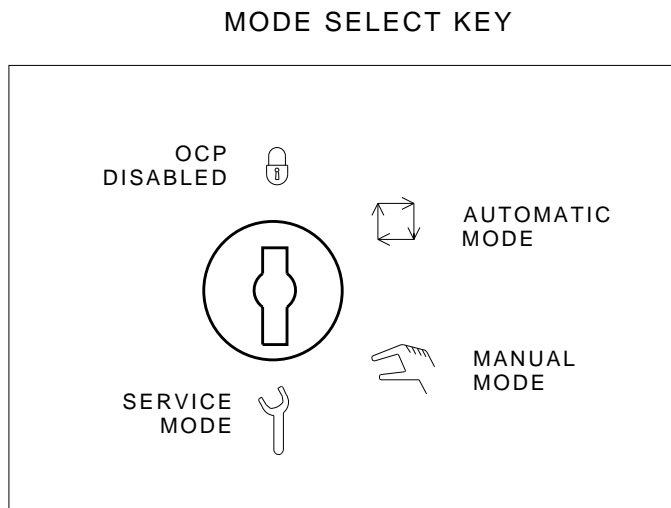 MODE SELECT KEY
OCP
DISABLED
AUTOMATIC
MODE
MANUAL
MODE
SERVICE
MODE